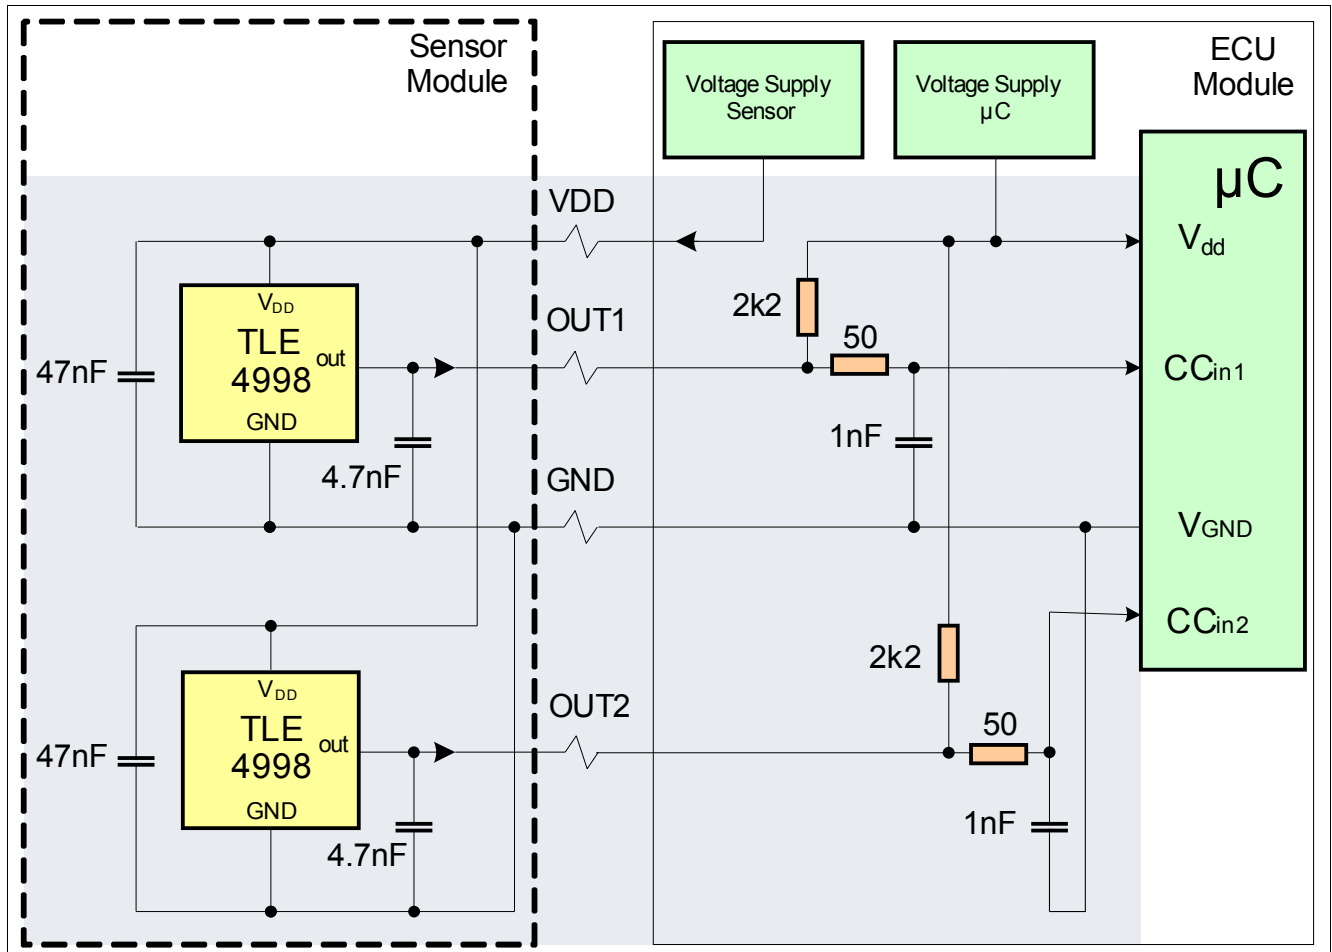 Sensor
Module
ECU
Module
Voltage Supply
Sensor
Voltage Supply
µC
µC
VDD
Vdd
VDD
2k2
OUT1
50
TLE
4998
out
47nF
CCin1
GND
1nF
4.7nF
GND
VGND
CCin2
2k2
VDD
OUT2
TLE
4998
out
50
47nF
GND
1nF
4.7nF